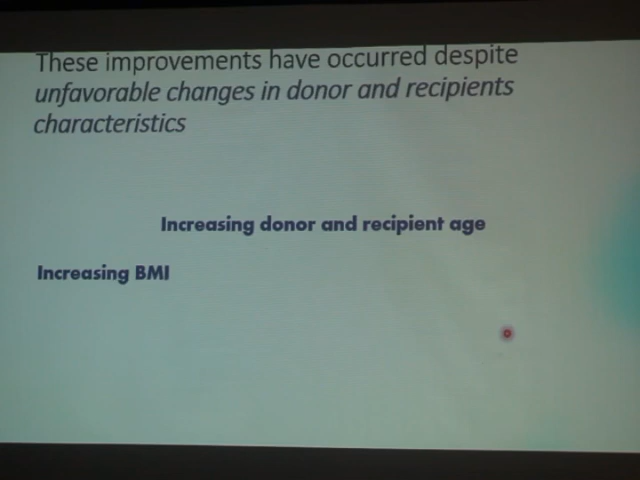 These improvements have occurred despite
unfavorable changes in donor and recipients
characteristics
Increasing donor and recipient age
Increasing BMI